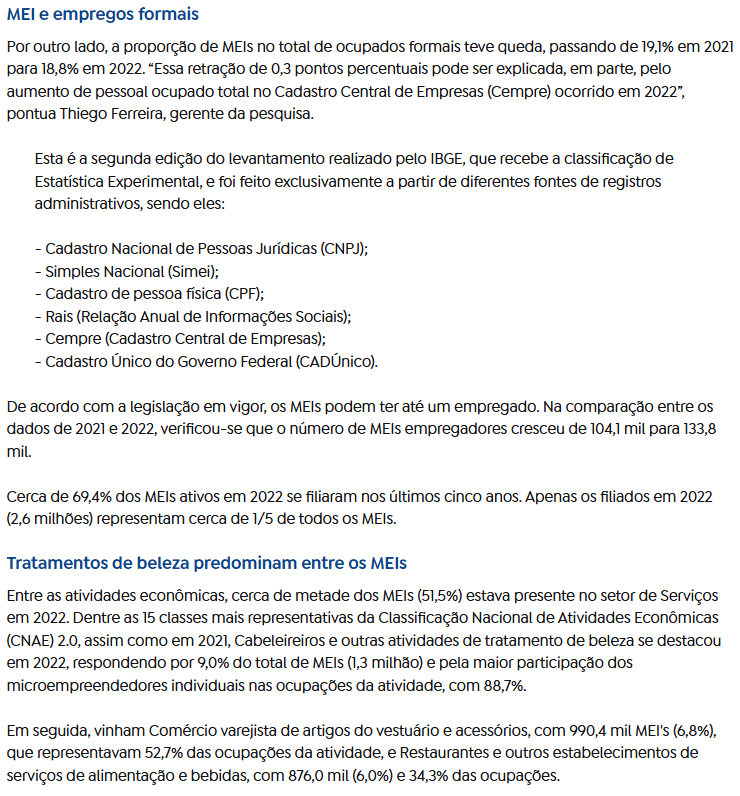 MEI e empregos formais
Por outro lado, a proporção de MEIs no total de ocupados formais teve queda, passando de 19,1% em 2021
para 18,8% em 2022. “Essa retração de 0,3 pontos percentuais pode ser explicada, em parte, pelo
aumento de pessoal ocupado total no Cadastro Central de Empresas (Cempre) ocorrido em 2022”,
pontua Thiego Ferreira, gerente da pesquisa.
Esta é a segunda edição do levantamento realizado pelo IBGE, que recebe a classificação de
Estatística Experimental, e foi feito exclusivamente a partir de diferentes fontes de registros
administrativos, sendo eles:
- Cadastro Nacional de Pessoas Jurídicas (CNPJ);
- Simples Nacional (Simei);
- Cadastro de pessoa física (CPF);
- Rais (Relação Anual de Informações Sociais);
- Cempre (Cadastro Central de Empresas);
- Cadastro Único do Governo Federal (CADÚnico).
De acordo com a legislação em vigor, os MEIs podem ter até um empregado. Na comparação entre os
dados de 2021 e 2022, verificou-se que o número de MEIs empregadores cresceu de 104,1 mil para 133,8
mil.
Cerca de 69,4% dos MEIs ativos em 2022 se filiaram nos últimos cinco anos. Apenas os filiados em 2022
(2,6 milhões) representam cerca de 1/5 de todos os MEIs.
Tratamentos de beleza predominam entre os MEIs
Entre as atividades econômicas, cerca de metade dos MEIs (51,5%) estava presente no setor de Serviços
em 2022. Dentre as 15 classes mais representativas da Classificação Nacional de Atividades Econômicas
(CNAE) 2.0, assim como em 2021, Cabeleireiros e outras atividades de tratamento de beleza se destacou
em 2022, respondendo por 9,0% do total de MEIs (1,3 milhão) e pela maior participação dos
microempreendedores individuais nas ocupações da atividade, com 88,7%.
Em seguida, vinham Comércio varejista de artigos do vestuário e acessórios, com 990,4 mil MEI's (6,8%),
que representavam 52,7% das ocupações da atividade, e Restaurantes e outros estabelecimentos de
serviços de alimentação e bebidas, com 876,0 mil (6,0%) e 34,3% das ocupações.